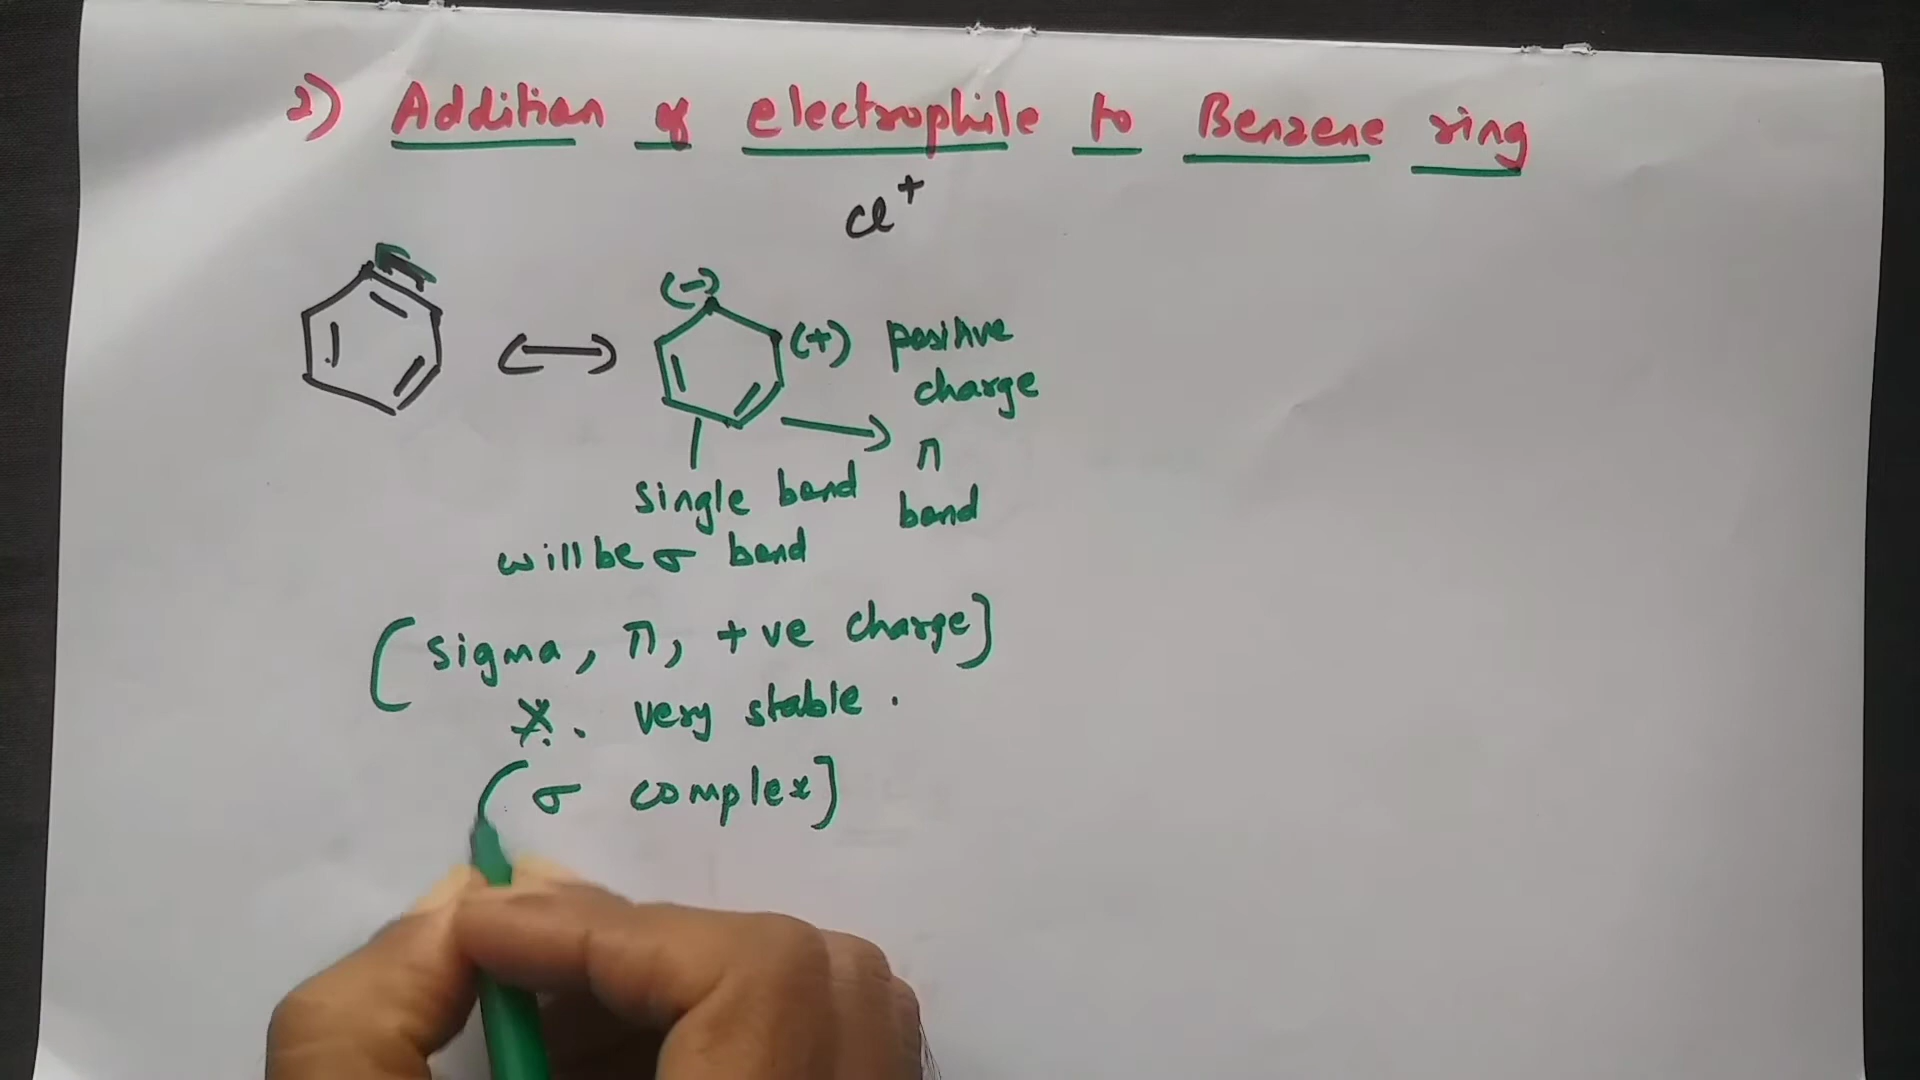 2) Addition of electrophile to Benzene ring
Cl+
(-)
(+) positive
charge
π
bond
single bond
will be σ bond
(sigma, π, +ve charge]
X. very stable.
(σ complex]